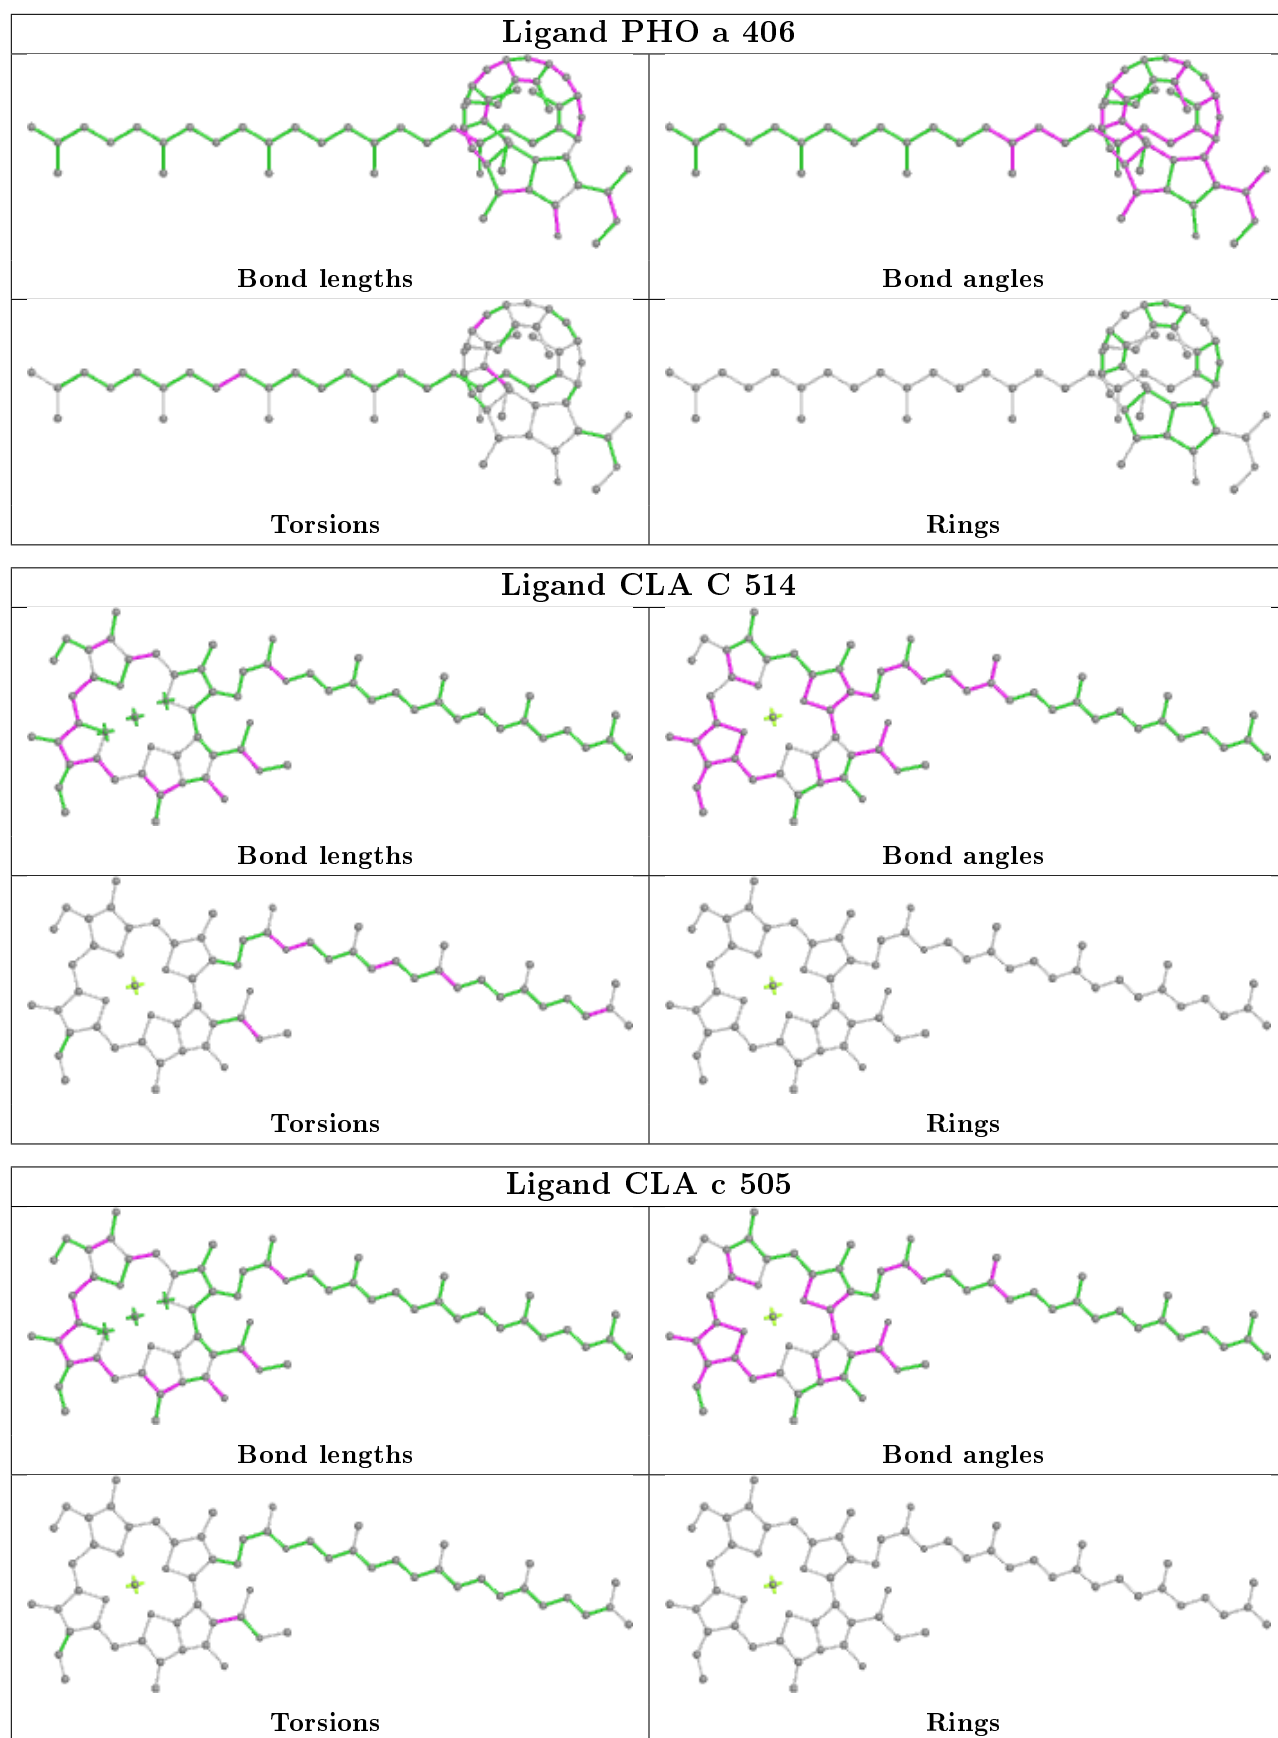 Ligand PHO a 406
Bond lengths
Bond angles
Torsions
Rings
Ligand CLA C 514
Bond lengths
Bond angles
Torsions
Rings
Ligand CLA c 505
Bond lengths
Bond angles
Torsions
Rings